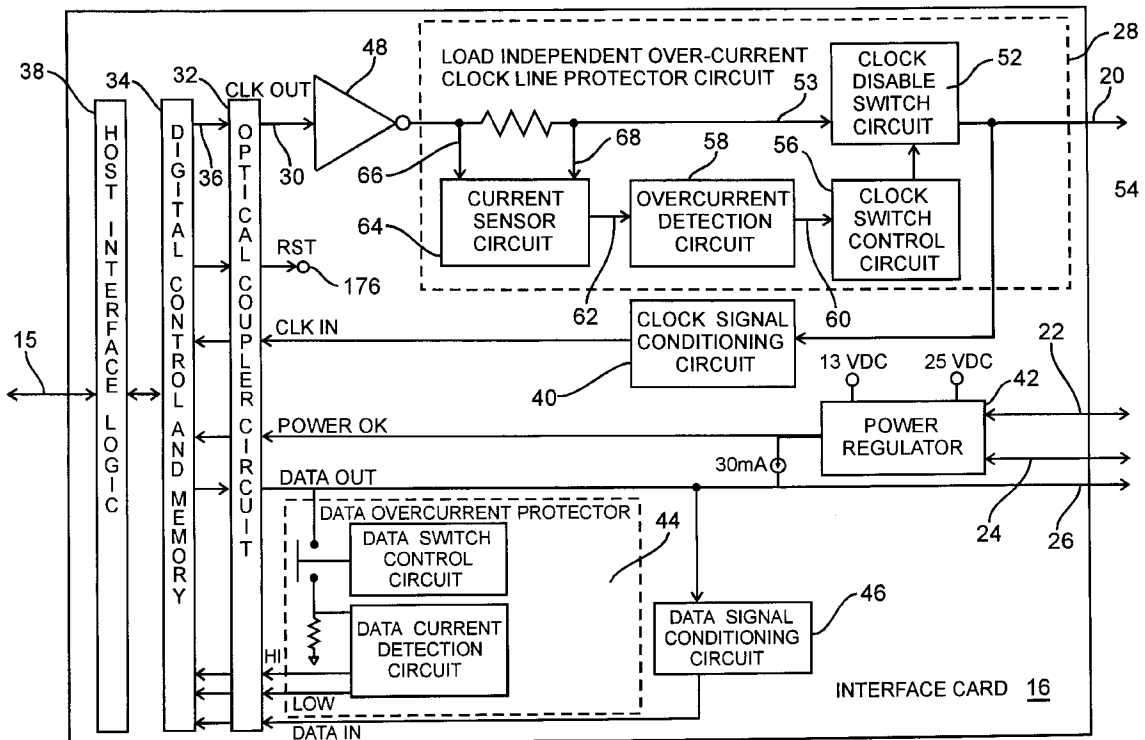 38
34
32
CLK OUT
48
LOAD INDEPENDENT OVER-CURRENT
CLOCK LINE PROTECTOR CIRCUIT
CLOCK
DISABLE
SWITCH
CIRCUIT
52
28
20
53
36
30
66
68
58
56
54
CURRENT
SENSOR
CIRCUIT
OVERCURRENT
DETECTION
CIRCUIT
CLOCK
SWITCH
CONTROL
CIRCUIT
64
RST
176
62
60
CLK IN
CLOCK SIGNAL
CONDITIONING
CIRCUIT
40
15
13 VDC
25 VDC
42
22
POWER
REGULATOR
POWER OK
30mA
DATA OUT
24
26
DATA OVERCURRENT PROTECTOR
DATA SWITCH
CONTROL
CIRCUIT
44
DATA CURRENT
DETECTION
CIRCUIT
HI
LOW
DATA SIGNAL
CONDITIONING
CIRCUIT
46
DATA IN
INTERFACE CARD 16
HOST INTERFACE LOGIC
DIGITAL CONTROL AND MEMORY
OPTICAL COUPLER CIRCUIT